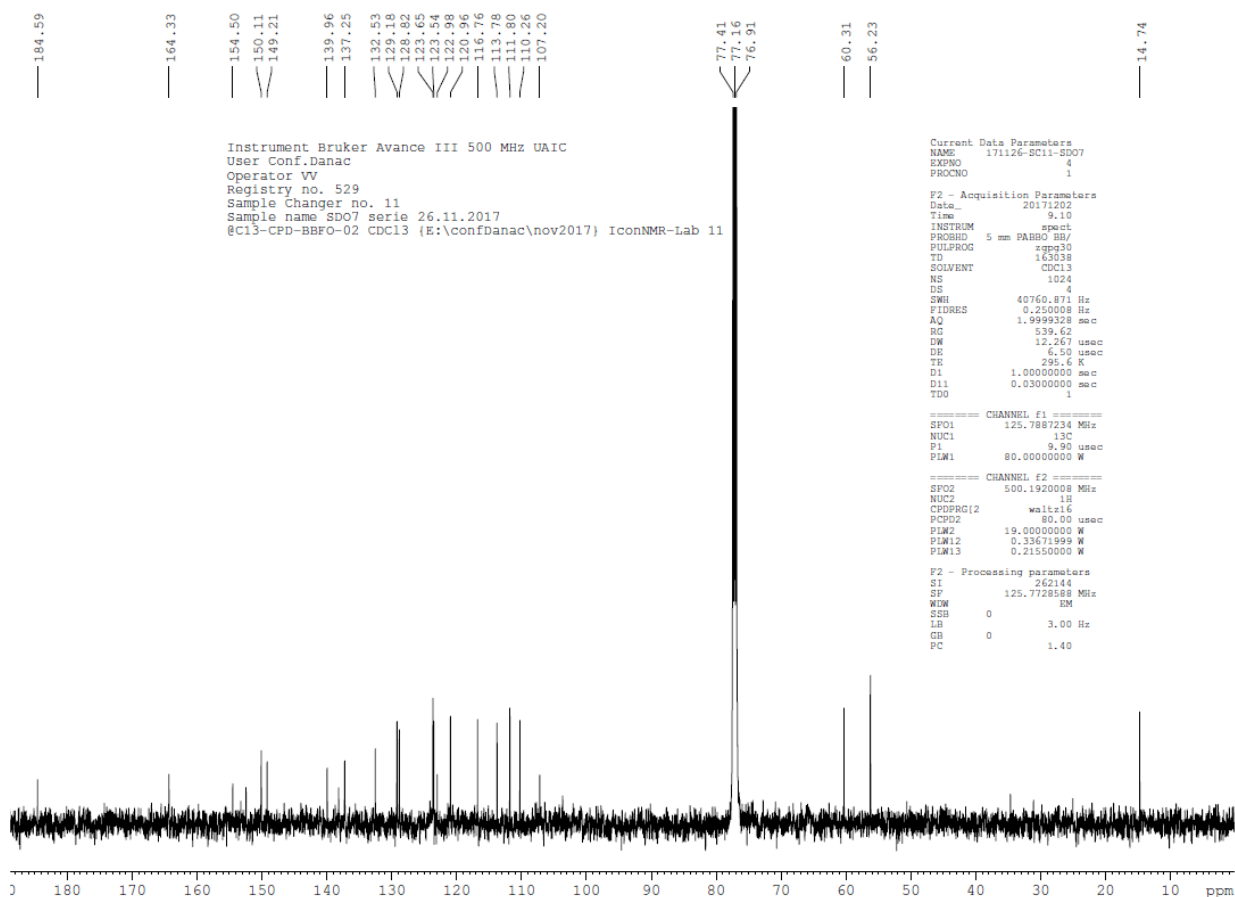 184.59
164.33
154.50
150.11
149.21
139.96
137.25
132.53
129.18
128.82
123.65
123.54
122.98
120.96
116.76
113.78
111.80
110.26
107.20
77.41
77.16
76.91
60.31
56.23
14.74
Instrument Bruker Avance III 500 MHz UAIC
User Conf.Danac
Operator VV
Registry no. 529
Sample Changer no. 11
Sample name SDO7 serie 26.11.2017
@C13-CPD-BBFO-02 CDCl3 {E:\confDanac\nov2017} IconNMR-Lab 11
Current Data Parameters
NAME 171126-SC11-SDO7
EXPNO 4
PROCNO 1
F2 - Acquisition Parameters
Date_ 20171202
Time 9.10
INSTRUM spect
PROBHD 5 mm PABBO BB/
PULPROG zgpg30
TD 163038
SOLVENT CDCl3
NS 1024
DS 4
SWH 40760.871 Hz
FIDRES 0.250008 Hz
AQ 1.9999328 sec
RG 539.62
DW 12.267 usec
DE 6.50 usec
TE 295.6 K
D1 1.00000000 sec
D11 0.03000000 sec
TD0 1
======== CHANNEL f1 ========
SFO1 125.7887234 MHz
NUC1 13C
P1 9.90 usec
PLW1 80.00000000 W
======== CHANNEL f2 ========
SFO2 500.1920008 MHz
NUC2 1H
CPDPRG[2 waltz16
PCPD2 80.00 usec
PLW2 19.00000000 W
PLW12 0.33671999 W
PLW13 0.21550000 W
F2 - Processing parameters
SI 262144
SF 125.7728588 MHz
WDW EM
SSB 0
LB 3.00 Hz
GB 0
PC 1.40
180 170 160 150 140 130 120 110 100 90 80 70 60 50 40 30 20 10 ppm